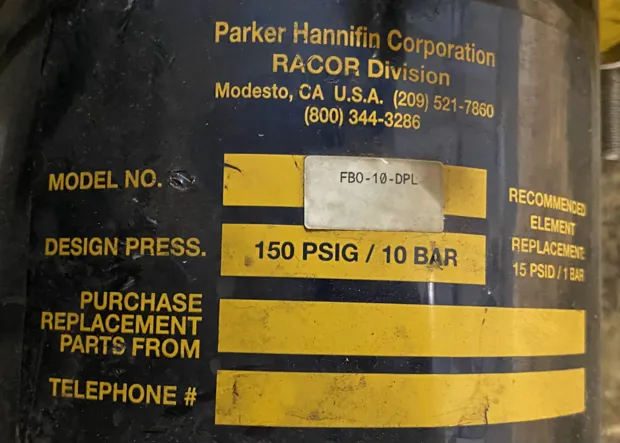 Parker Hannifin Corporation
RACOR Division
Modesto, CA U.S.A. (209) 521-7860
(800) 344-3286
MODEL NO.
FBO-10-DPL
DESIGN PRESS.
150 PSIG / 10 BAR
RECOMMENDED
ELEMENT
REPLACEMENT:
15 PSID / 1 BAR
PURCHASE
REPLACEMENT
PARTS FROM
TELEPHONE #